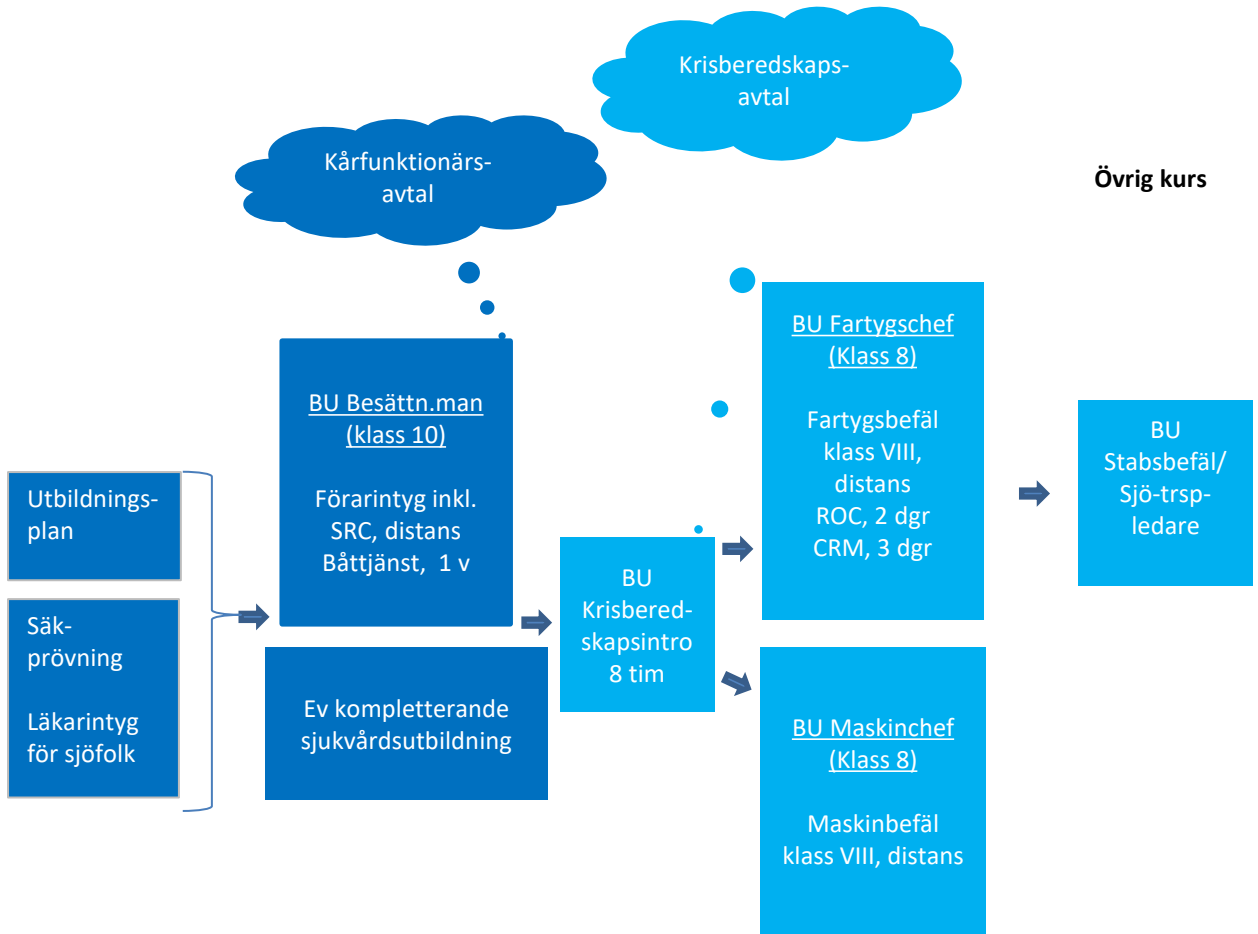 Krisberedskaps-
avtal
Kårfunktionärs-
avtal
Övrig kurs
Utbildnings-
plan
Säk-
prövning
Läkarintyg
för sjöfolk
BU Besättn.man
(klass 10)
Förarintyg inkl.
SRC, distans
Båttjänst, 1 v
Ev kompletterande
sjukvårdsutbildning
BU
Krisbered-
skapsintro
8 tim
BU Fartygschef
(Klass 8)
Fartygsbefäl
klass VIII,
distans
ROC, 2 dgr
CRM, 3 dgr
BU Maskinchef
(Klass 8)
Maskinbefäl
klass VIII, distans
BU
Stabsbefäl/
Sjö-trsp-
ledare